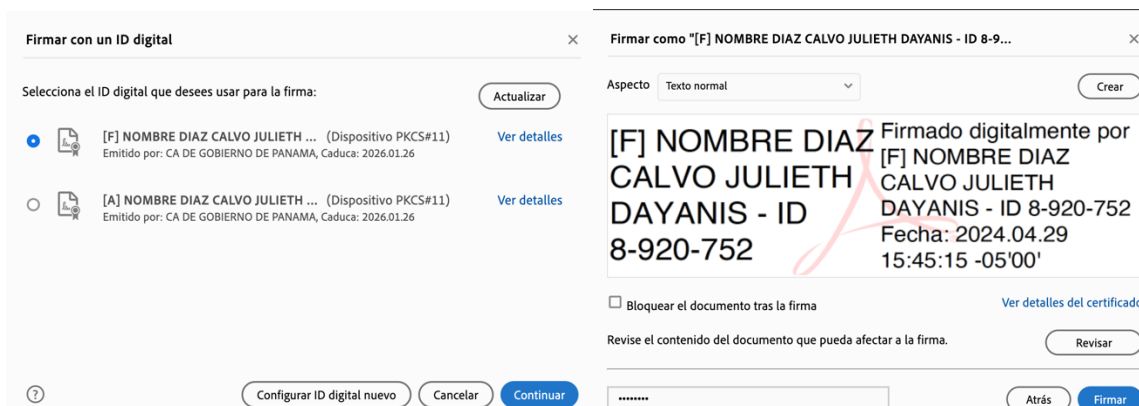 Firmar con un ID digital
Selecciona el ID digital que desees usar para la firma:
Actualizar
[F] NOMBRE DIAZ CALVO JULIETH ... (Dispositivo PKCS#11)
Ver detalles
Emitido por: CA DE GOBIERNO DE PANAMA, Caduca: 2026.01.26
[A] NOMBRE DIAZ CALVO JULIETH ... (Dispositivo PKCS#11)
Ver detalles
Emitido por: CA DE GOBIERNO DE PANAMA, Caduca: 2026.01.26
Configurar ID digital nuevo
Cancelar
Continuar
Firmar como "[F] NOMBRE DIAZ CALVO JULIETH DAYANIS - ID 8-9...
Aspecto
Texto normal
Crear
[F] NOMBRE DIAZ
CALVO JULIETH
DAYANIS - ID
8-920-752
Firmado digitalmente por
[F] NOMBRE DIAZ
CALVO JULIETH
DAYANIS - ID 8-920-752
Fecha: 2024.04.29
15:45:15 -05'00'
Bloquear el documento tras la firma
Ver detalles del certificado
Revise el contenido del documento que pueda afectar a la firma.
Revisar
Atrás
Firmar